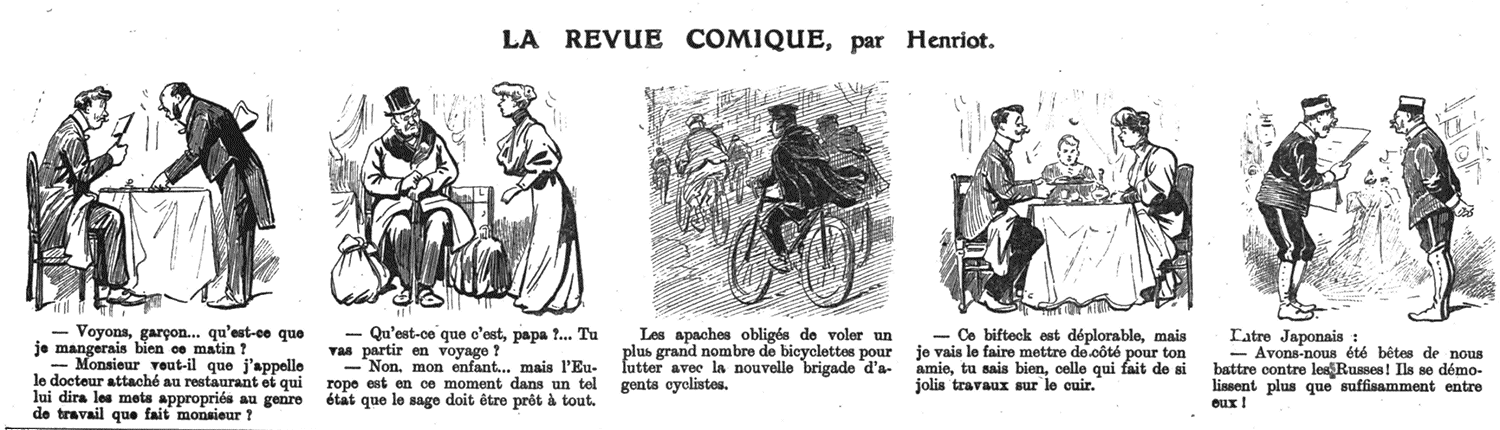 LA REVUE COMIQUE, par Henriot.
— Voyons, garçon... qu'est-ce que
je mangerais bien ce matin ?
— Monsieur veut-il que j'appelle
le docteur attaché au restaurant et qui
lui dira les mets appropriés au genre
de travail que fait monsieur ?
— Qu'est-ce que c'est, papa ?... Tu
vas partir en voyage ?
— Non, mon enfant... mais l'Eu-
rope est en ce moment dans un tel
état que le sage doit être prêt à tout.
Les apaches obligés de voler un
plus grand nombre de bicyclettes pour
lutter avec la nouvelle brigade d'a-
gents cyclistes.
— Ce bifteck est déplorable, mais
je vais le faire mettre de côté pour ton
amie, tu sais bien, celle qui fait de si
jolis travaux sur le cuir.
Entre Japonais :
— Avons-nous été bêtes de nous
battre contre les Russes ! Ils se démo-
lissent plus que suffisamment entre
eux !